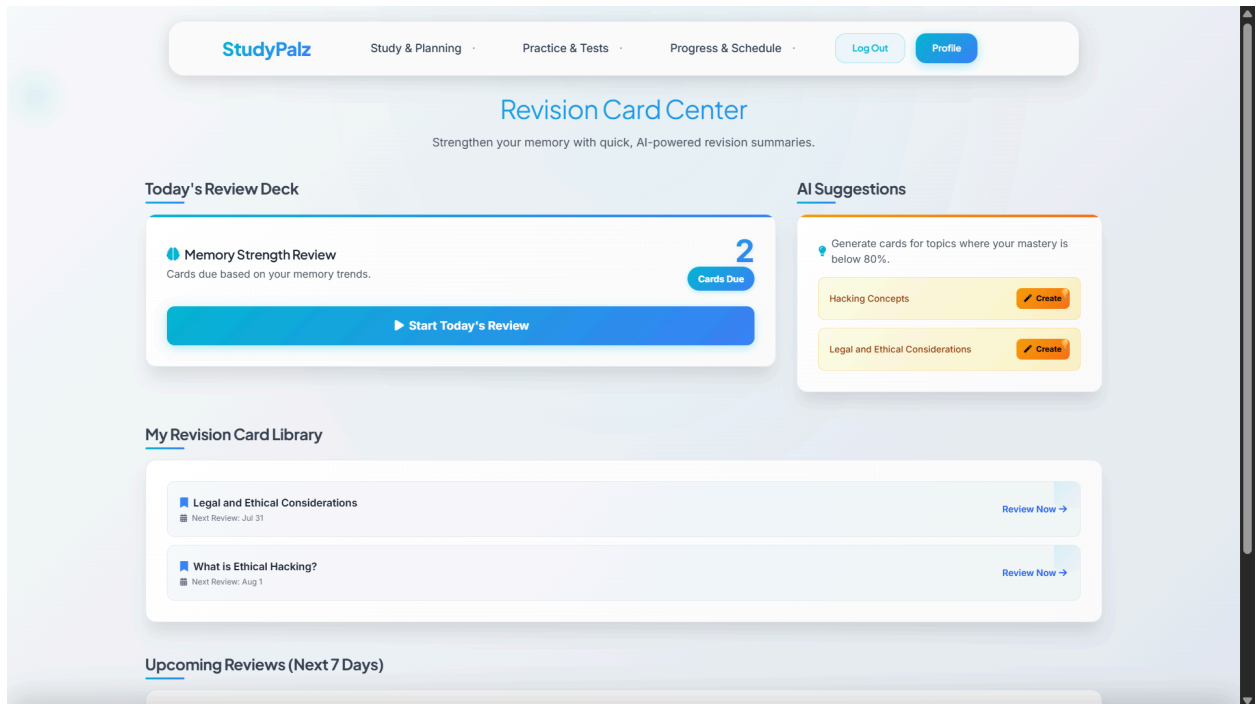 StudyPalz
Study & Planning
Practice & Tests
Progress & Schedule
Log Out
Profile
Revision Card Center
Strengthen your memory with quick, AI-powered revision summaries.
Today's Review Deck
Memory Strength Review
Cards due based on your memory trends.
2
Cards Due
Start Today's Review
AI Suggestions
Generate cards for topics where your mastery is
below 80%.
Hacking Concepts
Create
Legal and Ethical Considerations
Create
My Revision Card Library
Legal and Ethical Considerations
Next Review: Jul 31
Review Now →
What is Ethical Hacking?
Next Review: Aug 1
Review Now →
Upcoming Reviews (Next 7 Days)